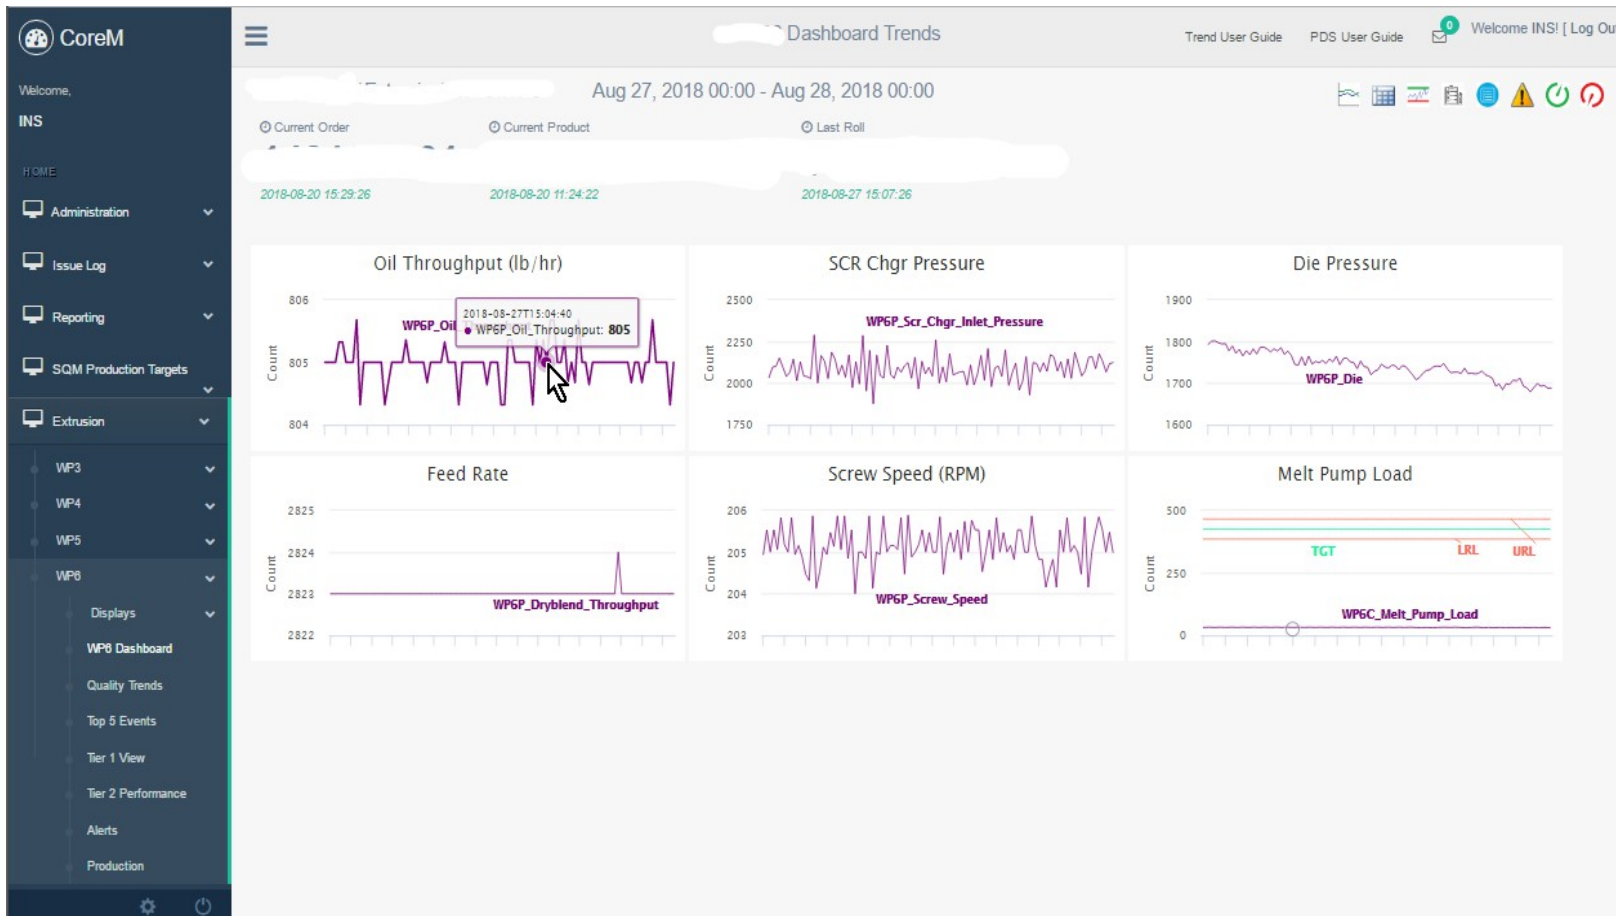 CoreM
Dashboard Trends
Trend User Guide
PDS User Guide
0
Welcome INS! [ Log Ou
Welcome,
INS
HOME
Administration
Issue Log
Reporting
SQM Production Targets
Extrusion
WP3
WP4
WP5
WP6
Displays
WP6 Dashboard
Quality Trends
Top 5 Events
Tier 1 View
Tier 2 Performance
Alerts
Production
Aug 27, 2018 00:00 - Aug 28, 2018 00:00
Current Order
Current Product
Last Roll
2018-08-20 15:29:26
2018-08-20 11:24:22
2018-08-27 15:07:26
Oil Throughput (lb/hr)
806
805
804
Count
WP6P_Oil
2018-08-27T15:04:40
WP6P_Oil_Throughput: 805
SCR Chgr Pressure
2500
2250
2000
1750
Count
WP6P_Scr_Chgr_Inlet_Pressure
Die Pressure
1900
1800
1700
1600
Count
WP6P_Die
Feed Rate
2825
2824
2823
2822
Count
WP6P_Dryblend_Throughput
Screw Speed (RPM)
206
205
204
203
Count
WP6P_Screw_Speed
Melt Pump Load
500
250
0
Count
TGT
LRL
URL
WP6C_Melt_Pump_Load